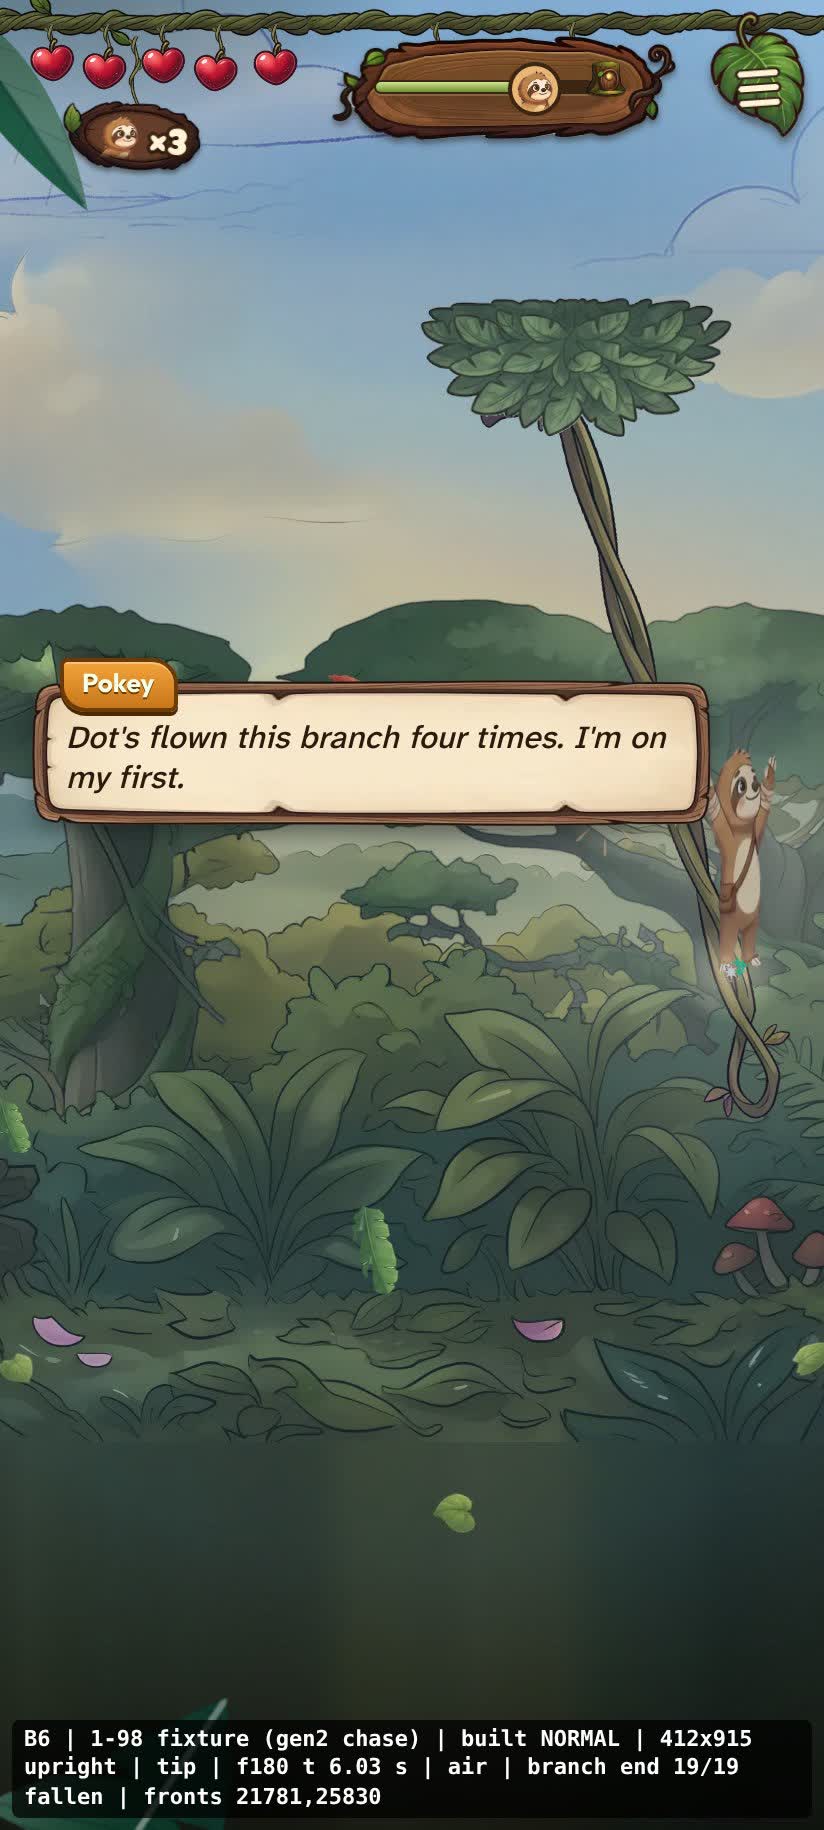 ×3
Pokey
Dot's flown this branch four times. I'm on
my first.
B6 | 1-98 fixture (gen2 chase) | built NORMAL | 412x915
upright | tip | f180 t 6.03 s | air | branch end 19/19
fallen | fronts 21781,25830